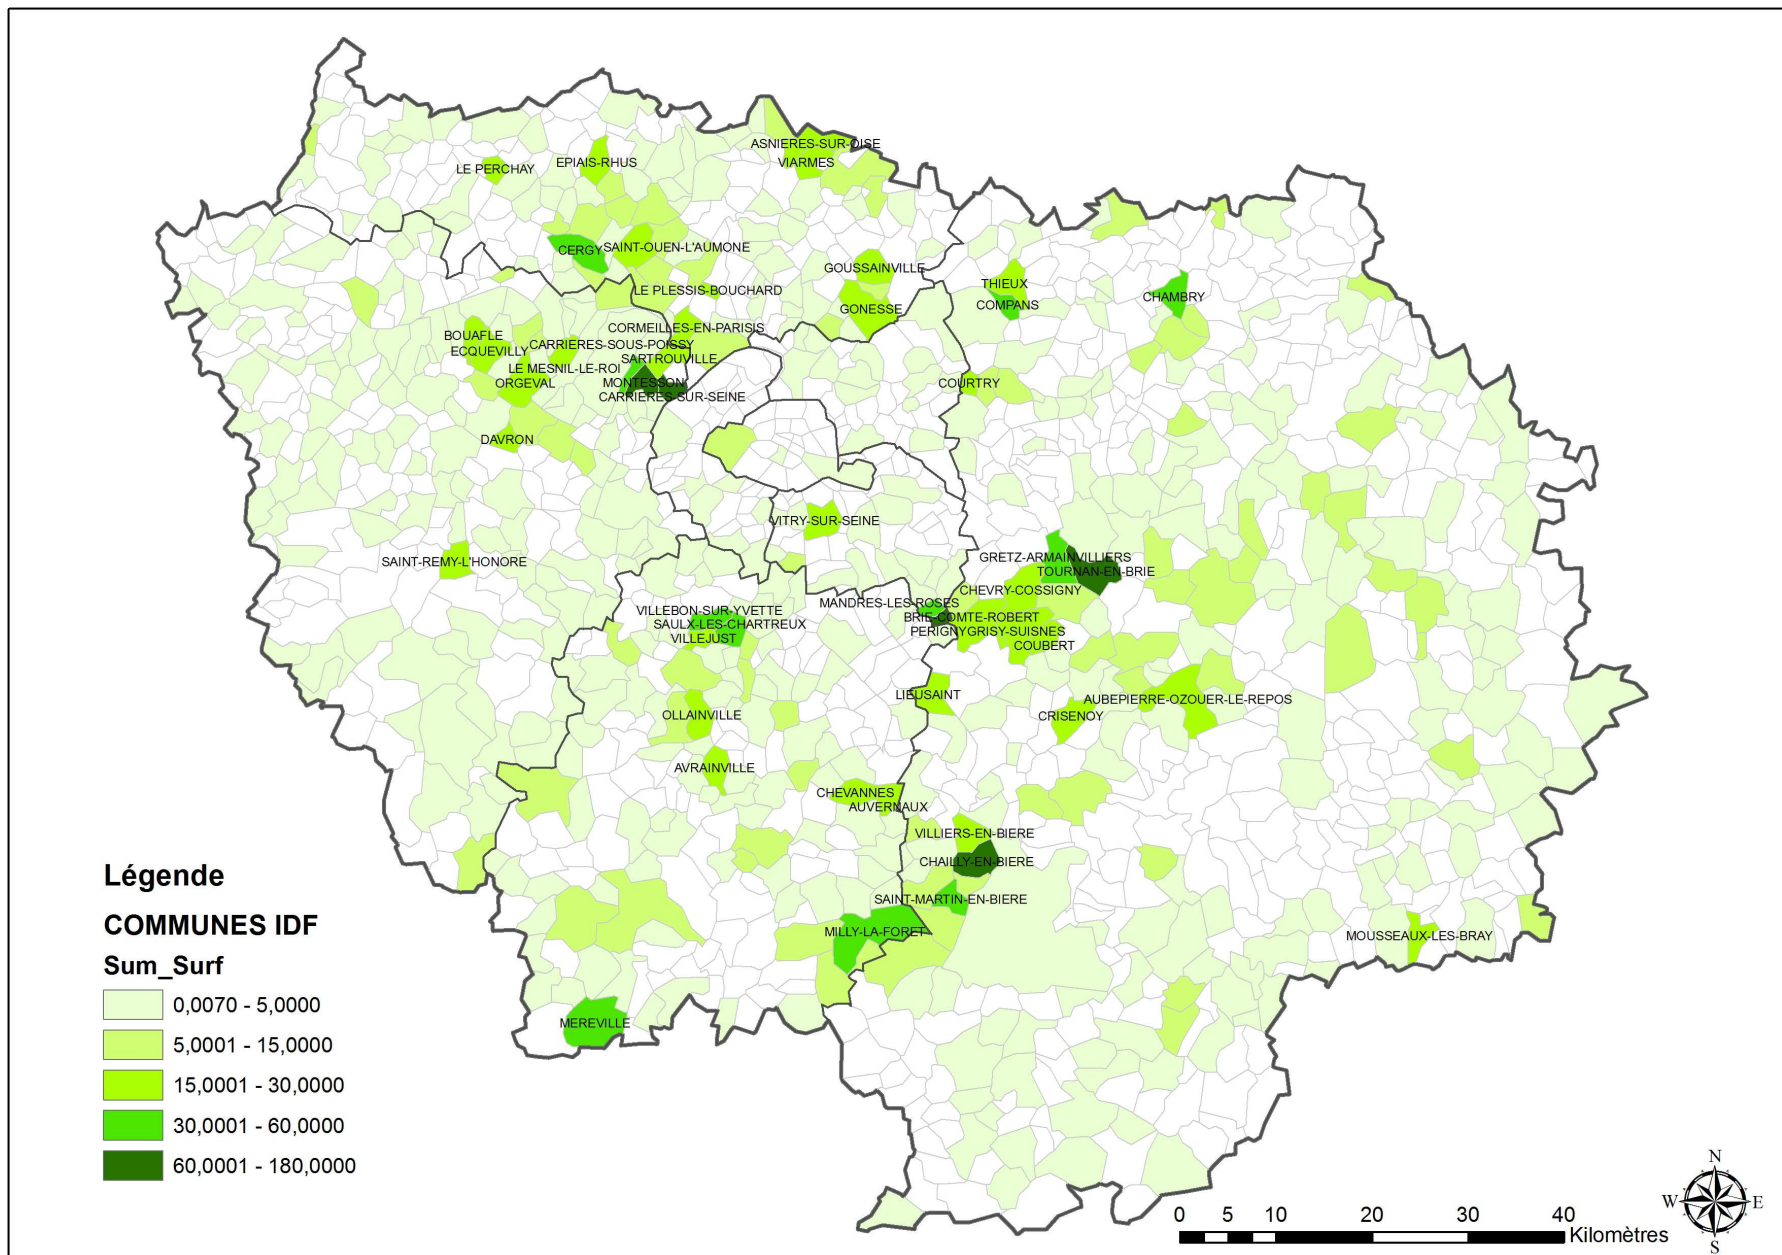 ASNIERES-SUR-OISE
VIARMES
LE PERCHAY
EPIAIS-RHUS
CERGY
SAINT-OUEN-L'AUMONE
GOUSSAINVILLE
LE PLESSIS-BOUCHARD
GONESSE
THIEUX
COMPANS
CHAMBRY
CORMEILLES-EN-PARISIS
BOUAFLE
CARRIERES-SOUS-POISSY
ECQUEVILLY
SARTROUVILLE
LE MESNIL-LE-ROI
ORGEVAL
MONTESSON
CARRIERES-SUR-SEINE
COURTRY
DAVRON
VITRY-SUR-SEINE
SAINT-REMY-L'HONORE
GRETZ-ARMAINVILLIERS
TOURNAN-EN-BRIE
CHEVRY-COSSIGNY
MANDRES-LES-ROSES
BRIE-COMTE-ROBERT
PERIGNY
GRISY-SUISNES
COUBERT
VILLEBON-SUR-YVETTE
SAULX-LES-CHARTREUX
VILLEJUST
LIEUSAINT
AUBEPIERRE-OZOUER-LE-REPOS
CRISENOY
OLLAINVILLE
AVRAINVILLE
CHEVANNES
AUVERNAUX
VILLIERS-EN-BIERE
CHAILLY-EN-BIERE
SAINT-MARTIN-EN-BIERE
MILLY-LA-FORET
MOUSSEAUX-LES-BRAY
MEREVILLE
Légende
COMMUNES IDF
Sum_Surf
0,0070 - 5,0000
5,0001 - 15,0000
15,0001 - 30,0000
30,0001 - 60,0000
60,0001 - 180,0000
N
W
E
S
0 5 10 20 30 40
Kilomètres